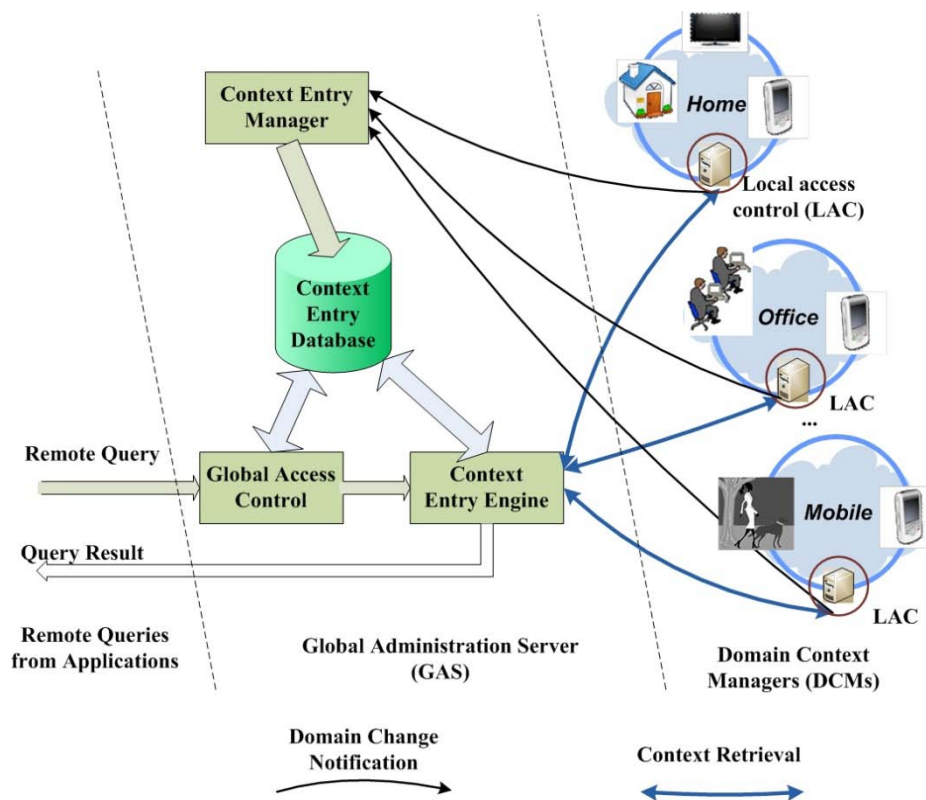 Context Entry
Manager
Home
Local access
control (LAC)
Context
Entry
Database
Office
LAC
...
Remote Query
Global Access
Control
Context
Entry Engine
Mobile
Query Result
LAC
Remote Queries
from Applications
Global Administration Server
(GAS)
Domain Context
Managers (DCMs)
Domain Change
Notification
Context Retrieval